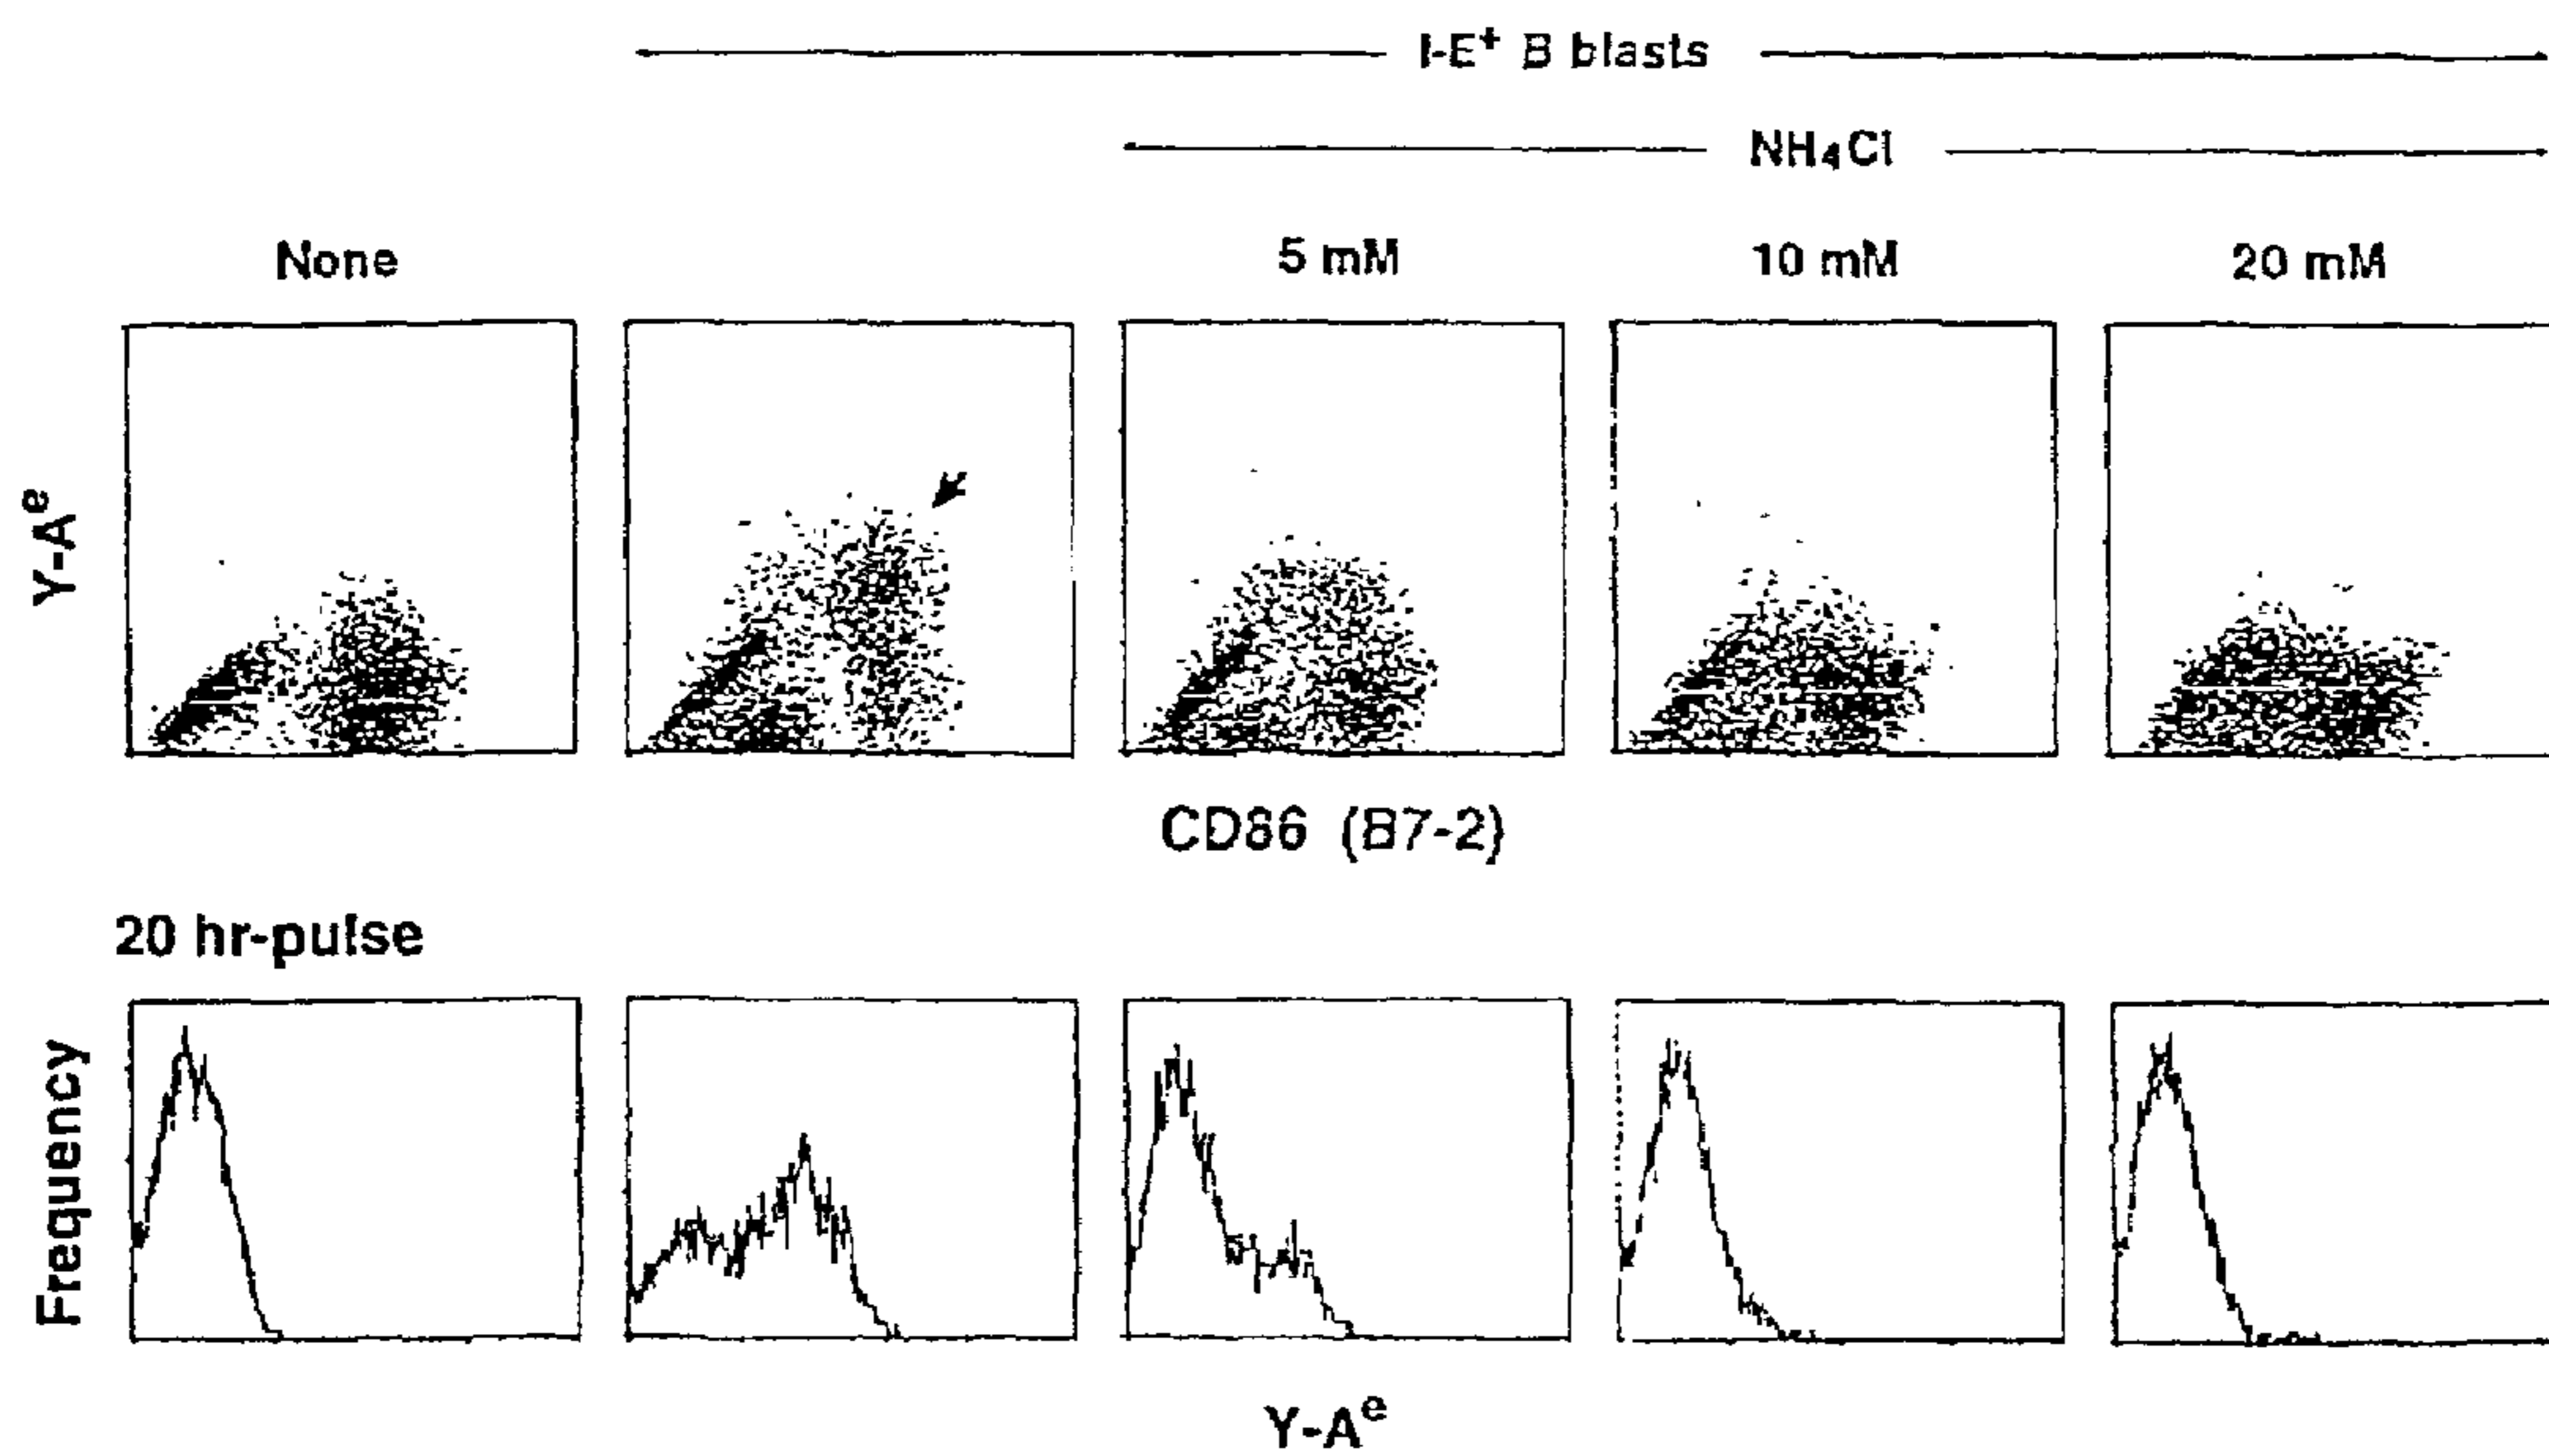 I-E⁺ B blasts
NH₄Cl
None
5 mM
10 mM
20 mM
Y-Aᵉ
CD86 (B7-2)
20 hr-pulse
Frequency
Y-Aᵉ